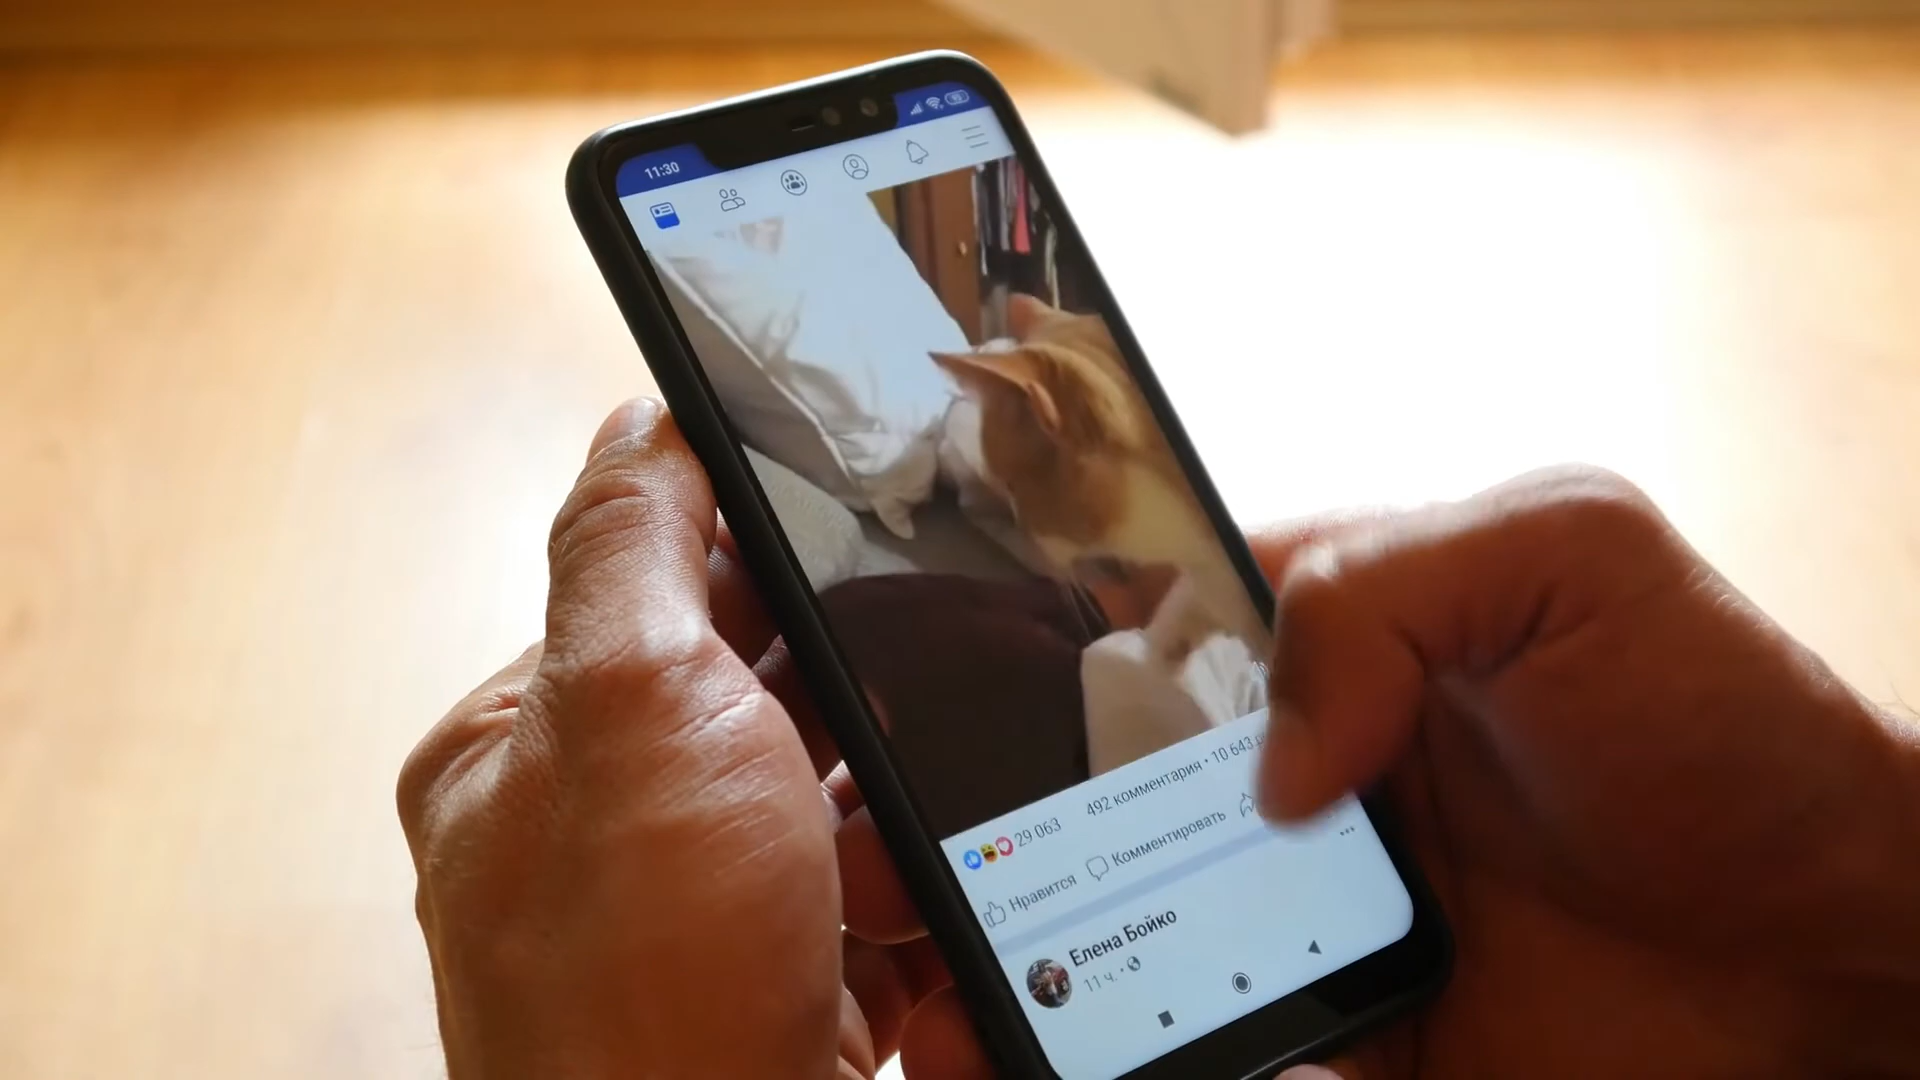 11:30
29 063 492 комментария • 10 643
Нравится Комментировать
Елена Бойко
11 ч. •